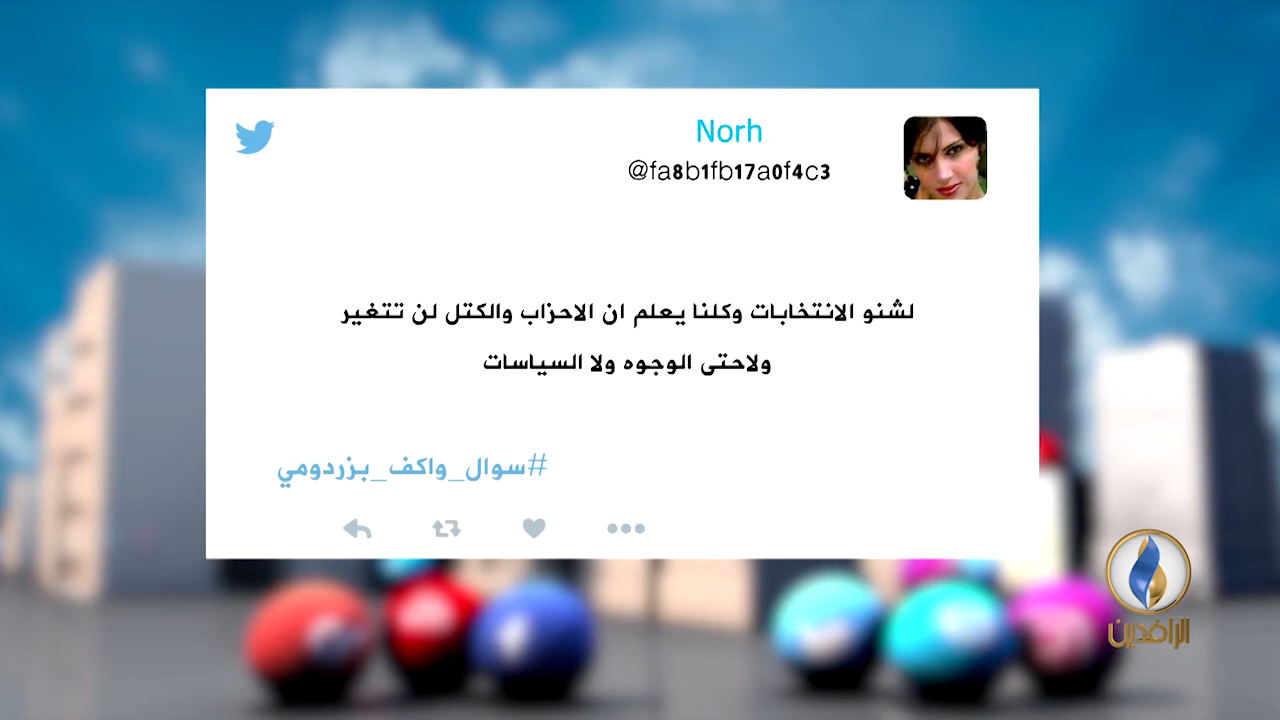 Norh
@fa8b1fb17a0f4c3
لشنو الانتخابات وكلنا يعلم ان الاحزاب والكتل لن تتغير
ولاحتى الوجوه ولا السياسات
#سوال_واكف_بزردومي
الرافدين